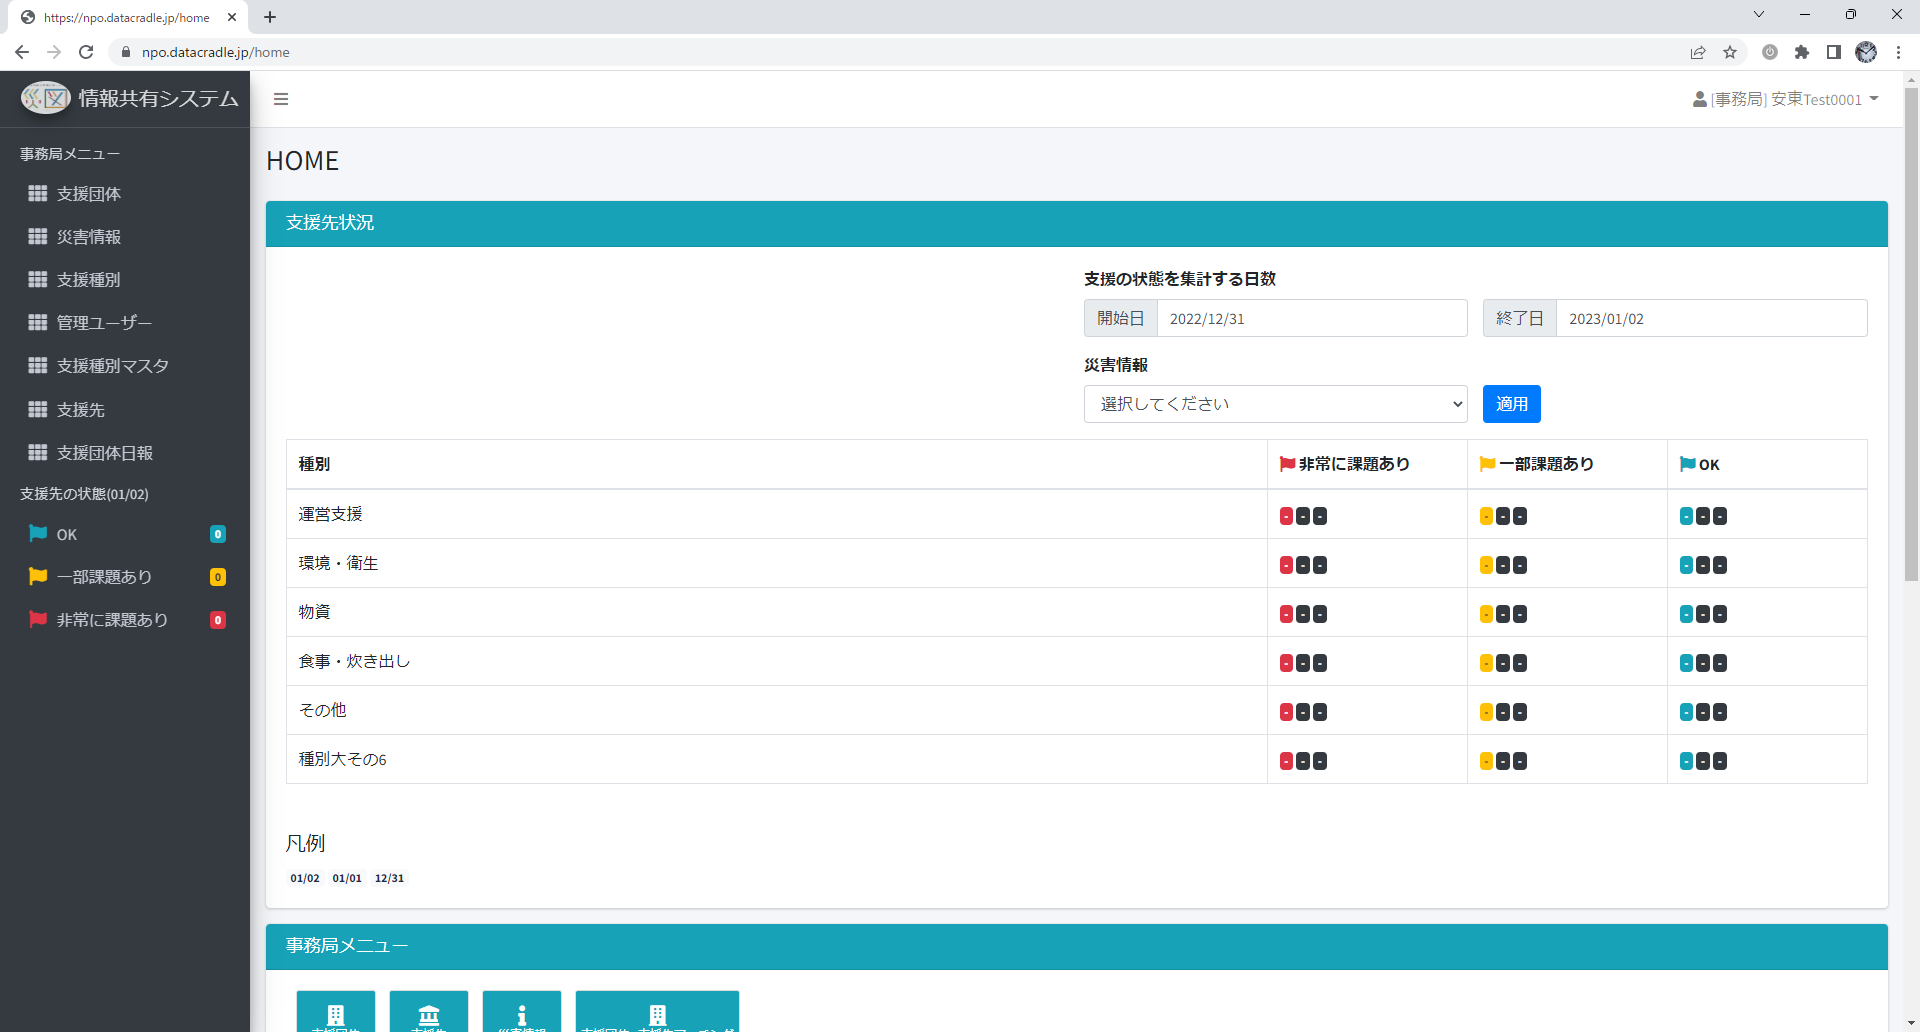 https://npo.datacradle.jp/home
npo.datacradle.jp/home
災図 情報共有システム
[事務局] 安東Test0001
事務局メニュー
支援団体
災害情報
支援種別
管理ユーザー
支援種別マスタ
支援先
支援団体日報
支援先の状態(01/02)
OK 0
一部課題あり 0
非常に課題あり 0
HOME
支援先状況
支援の状態を集計する日数
開始日 2022/12/31 終了日 2023/01/02
災害情報
選択してください 適用
種別 非常に課題あり 一部課題あり OK
運営支援 - - - - - - - - -
環境・衛生 - - - - - - - - -
物資 - - - - - - - - -
食事・炊き出し - - - - - - - - -
その他 - - - - - - - - -
種別大その6 - - - - - - - - -
凡例
01/02 01/01 12/31
事務局メニュー